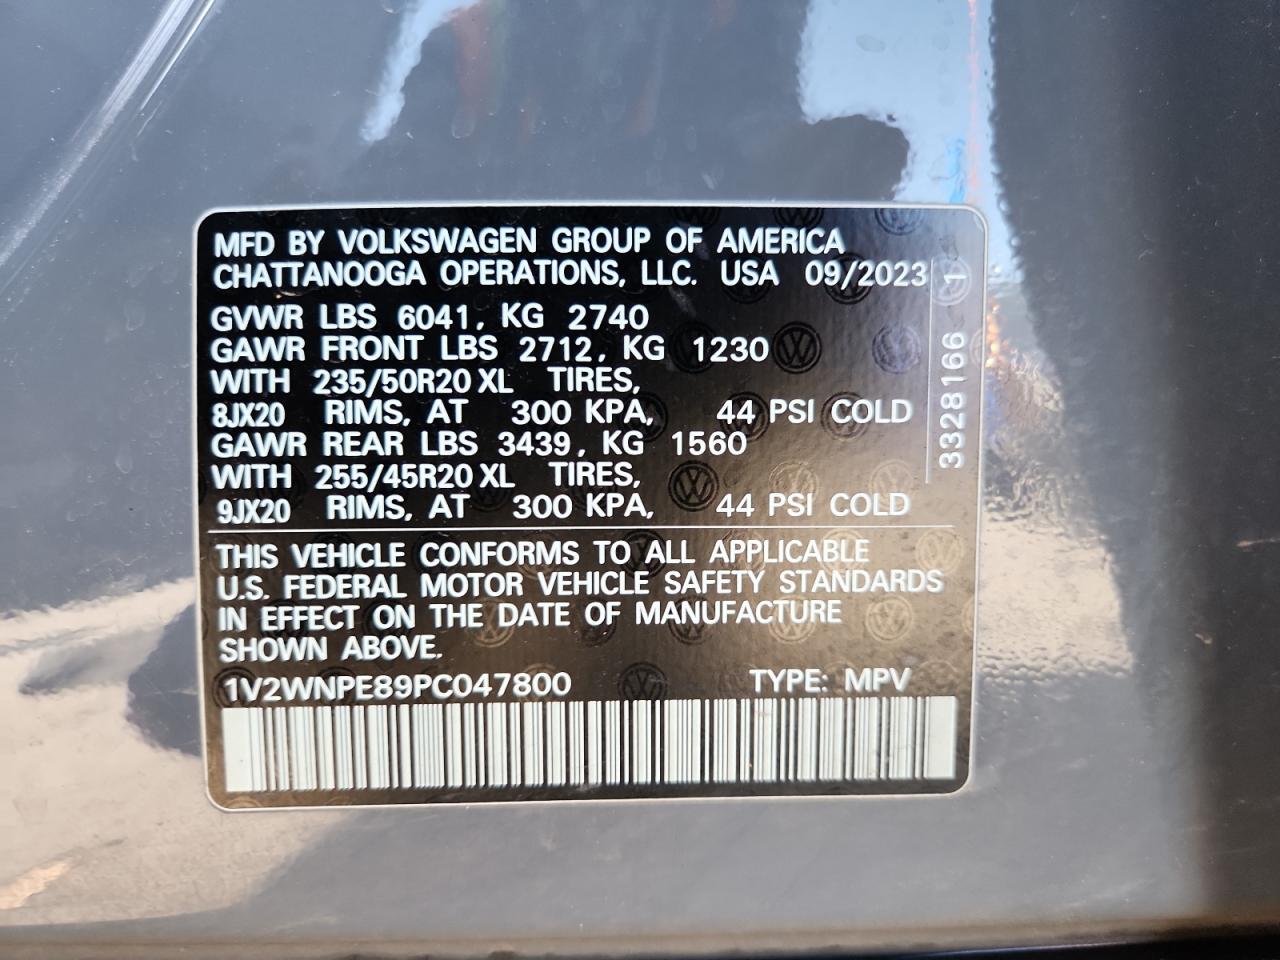 MFD BY VOLKSWAGEN GROUP OF AMERICA
CHATTANOOGA OPERATIONS, LLC. USA 09/2023
GVWR LBS 6041, KG 2740
GAWR FRONT LBS 2712, KG 1230
WITH 235/50R20 XL TIRES,
8JX20 RIMS, AT 300 KPA, 44 PSI COLD
GAWR REAR LBS 3439, KG 1560
WITH 255/45R20 XL TIRES,
9JX20 RIMS, AT 300 KPA, 44 PSI COLD
3328166 1
THIS VEHICLE CONFORMS TO ALL APPLICABLE
U.S. FEDERAL MOTOR VEHICLE SAFETY STANDARDS
IN EFFECT ON THE DATE OF MANUFACTURE
SHOWN ABOVE.
1V2WNPE89PC047800 TYPE: MPV